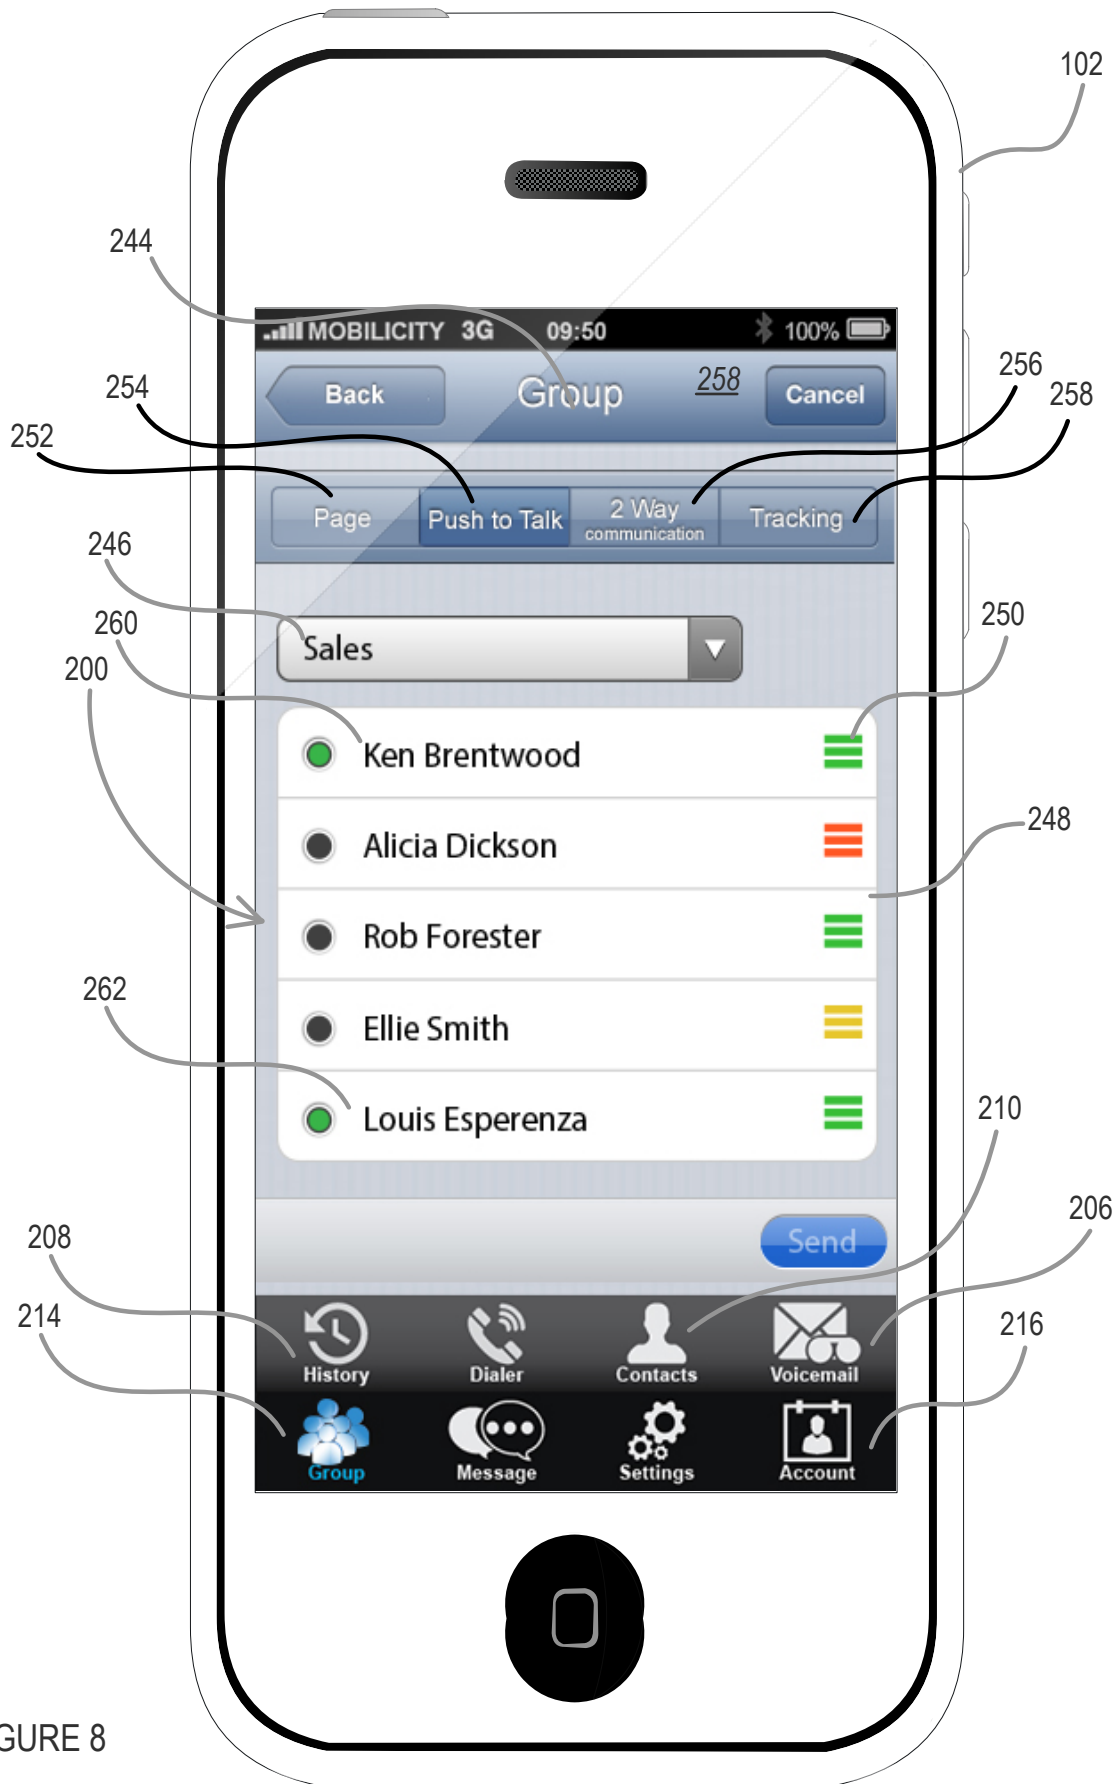 102
244
MOBILICITY 3G 09:50 100%
Back Group 258 Cancel
254
256
258
252
Page Push to Talk 2 Way communication Tracking
246
260
250
200
Sales
Ken Brentwood
248
Alicia Dickson
Rob Forester
262
Ellie Smith
210
Louis Esperenza
206
208
Send
214
216
History Dialer Contacts Voicemail
Group Message Settings Account
GURE 8